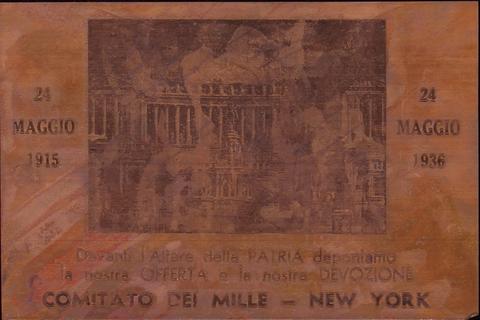 24
MAGGIO
1915
24
MAGGIO
1936
Davanti l'Altare della PATRIA deponiamo
la nostra OFFERTA e la nostra DEVOZIONE
COMITATO DEI MILLE - NEW YORK